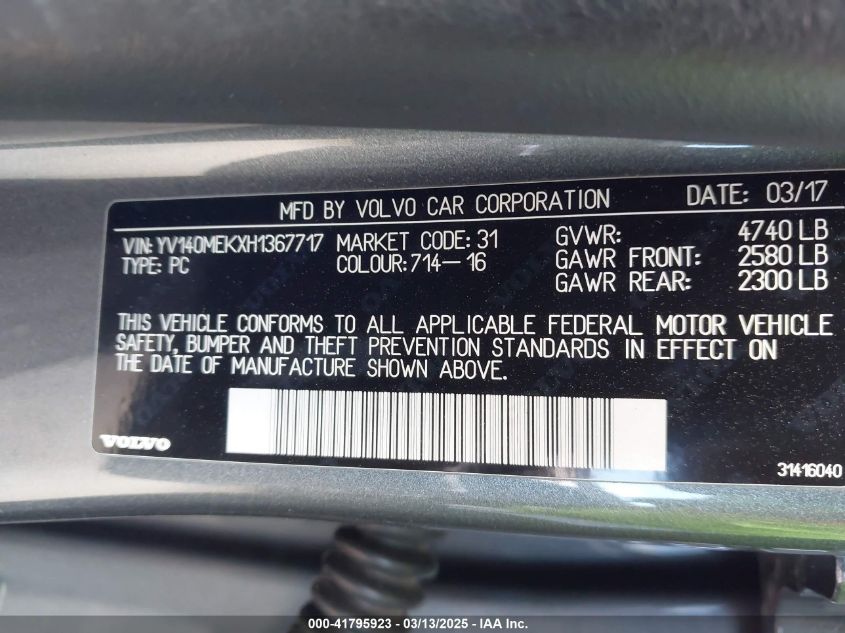 MFD BY VOLVO CAR CORPORATION DATE: 03/17
VIN: YV140MEKXH1367717 MARKET CODE: 31 GVWR: 4740 LB
TYPE: PC COLOUR: 714-16 GAWR FRONT: 2580 LB
GAWR REAR: 2300 LB
THIS VEHICLE CONFORMS TO ALL APPLICABLE FEDERAL MOTOR VEHICLE
SAFETY, BUMPER AND THEFT PREVENTION STANDARDS IN EFFECT ON
THE DATE OF MANUFACTURE SHOWN ABOVE.
VOLVO
31416040
000-41795923 - 03/13/2025 - IAA Inc.